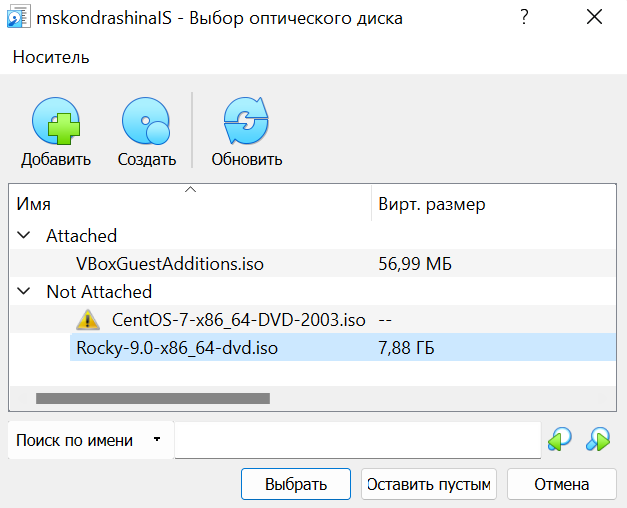 mskondrashinaIS - Выбор оптического диска ?
Носитель
Добавить Создать Обновить
Имя Вирт. размер
Attached
VBoxGuestAdditions.iso 56,99 МБ
Not Attached
CentOS-7-x86_64-DVD-2003.iso --
Rocky-9.0-x86_64-dvd.iso 7,88 ГБ
Поиск по имени
Выбрать Оставить пустым Отмена